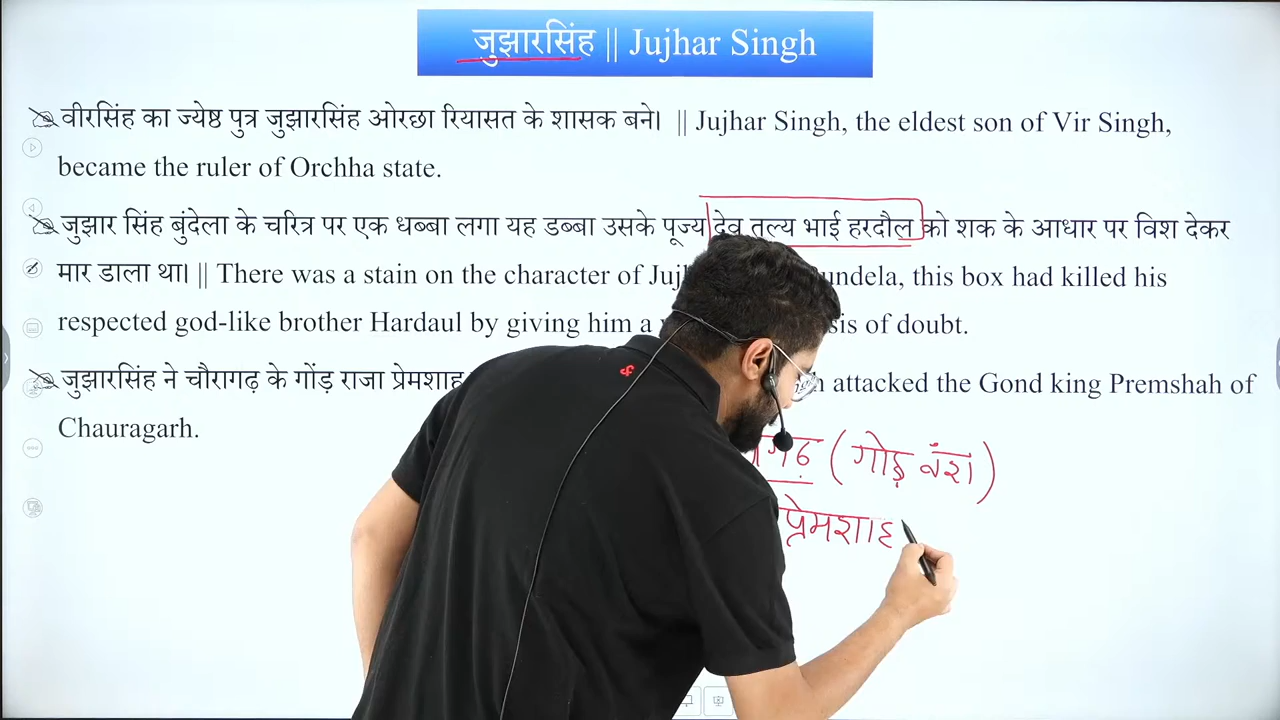 जुझारसिंह || Jujhar Singh
वीरसिंह का ज्येष्ठ पुत्र जुझारसिंह ओरछा रियासत के शासक बने। || Jujhar Singh, the eldest son of Vir Singh,
became the ruler of Orchha state.
जुझार सिंह बुंदेला के चरित्र पर एक धब्बा लगा यह डब्बा उसके पूज्य देव तल्य भाई हरदौल को शक के आधार पर विश देकर
मार डाला था। || There was a stain on the character of undela, this box had killed his
respected god-like brother Hardaul by giving him a of doubt.
जुझारसिंह ने चौरागढ़ के गोंड़ राजा प्रेमशाह attacked the Gond king Premshah of
Chauragarh.
गढ़ (गोड़ वंश)
प्रेमशाह